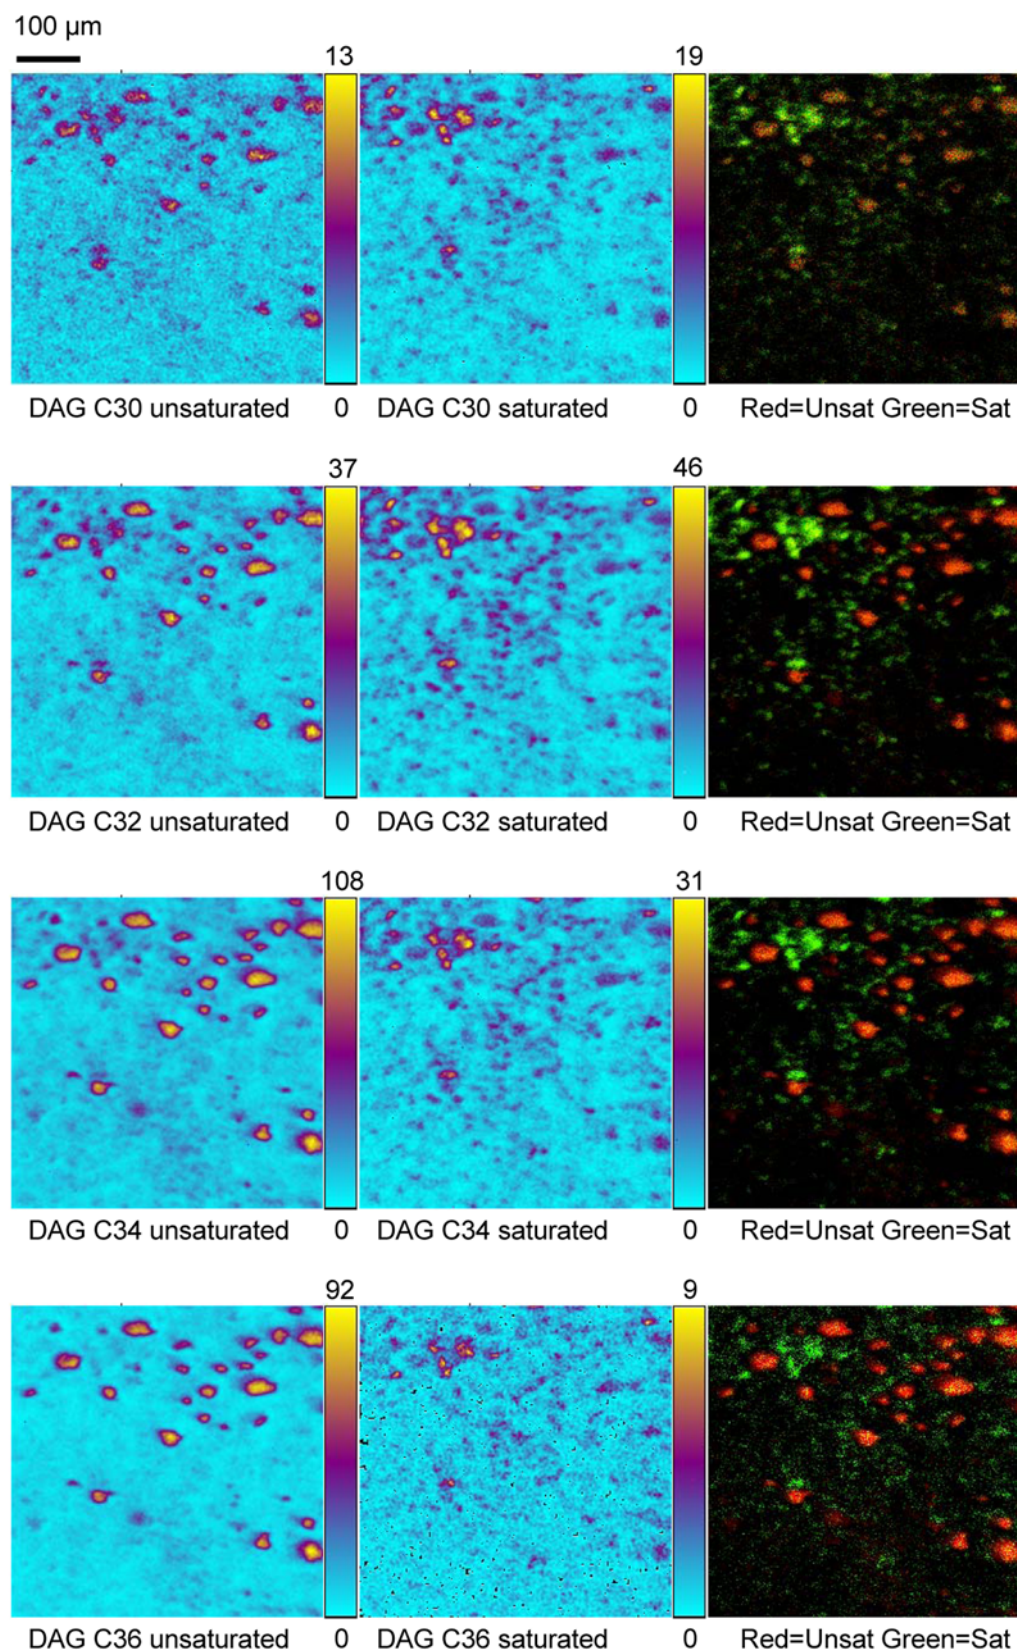 100 µm
13 19
DAG C30 unsaturated 0 DAG C30 saturated 0 Red=Unsat Green=Sat
37 46
DAG C32 unsaturated 0 DAG C32 saturated 0 Red=Unsat Green=Sat
108 31
DAG C34 unsaturated 0 DAG C34 saturated 0 Red=Unsat Green=Sat
92 9
DAG C36 unsaturated 0 DAG C36 saturated 0 Red=Unsat Green=Sat